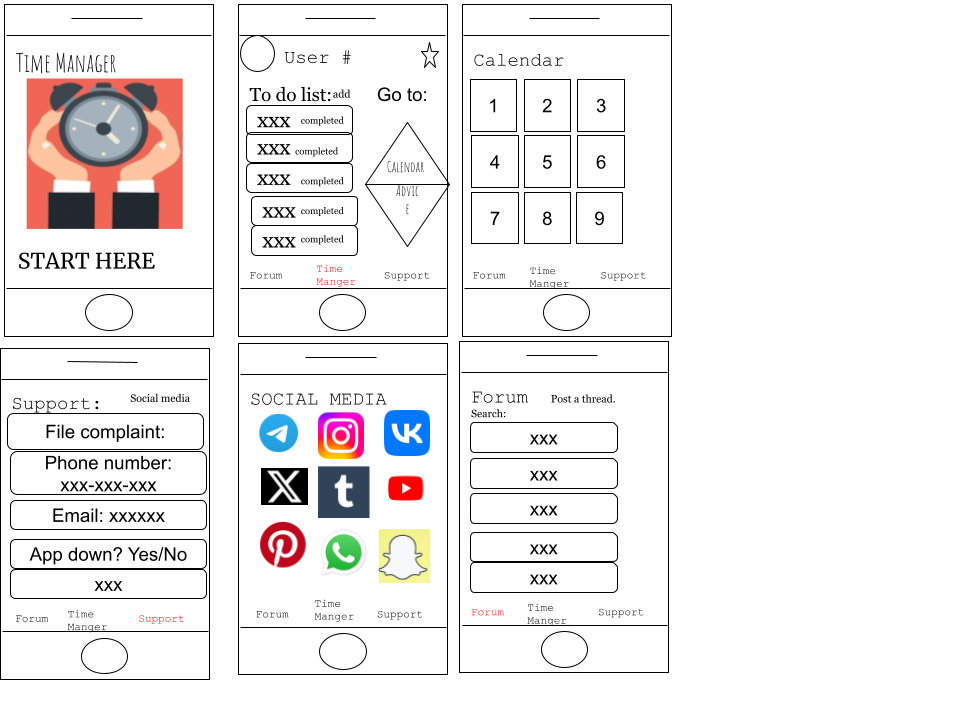 Time Manager
START HERE
User #
To do list: add
Go to:
xxx completed
xxx completed
xxx completed
xxx completed
xxx completed
Calendar
Advic
e
Forum
Time
Manger
Support
Calendar
1 2 3
4 5 6
7 8 9
Forum
Time
Manger
Support
Support:
Social media
File complaint:
Phone number:
xxx-xxx-xxx
Email: xxxxxx
App down? Yes/No
xxx
Forum
Time
Manger
Support
SOCIAL MEDIA
VK
X
t
Forum
Time
Manger
Support
Forum
Post a thread.
Search:
xxx
xxx
xxx
xxx
xxx
Forum
Time
Manger
Support